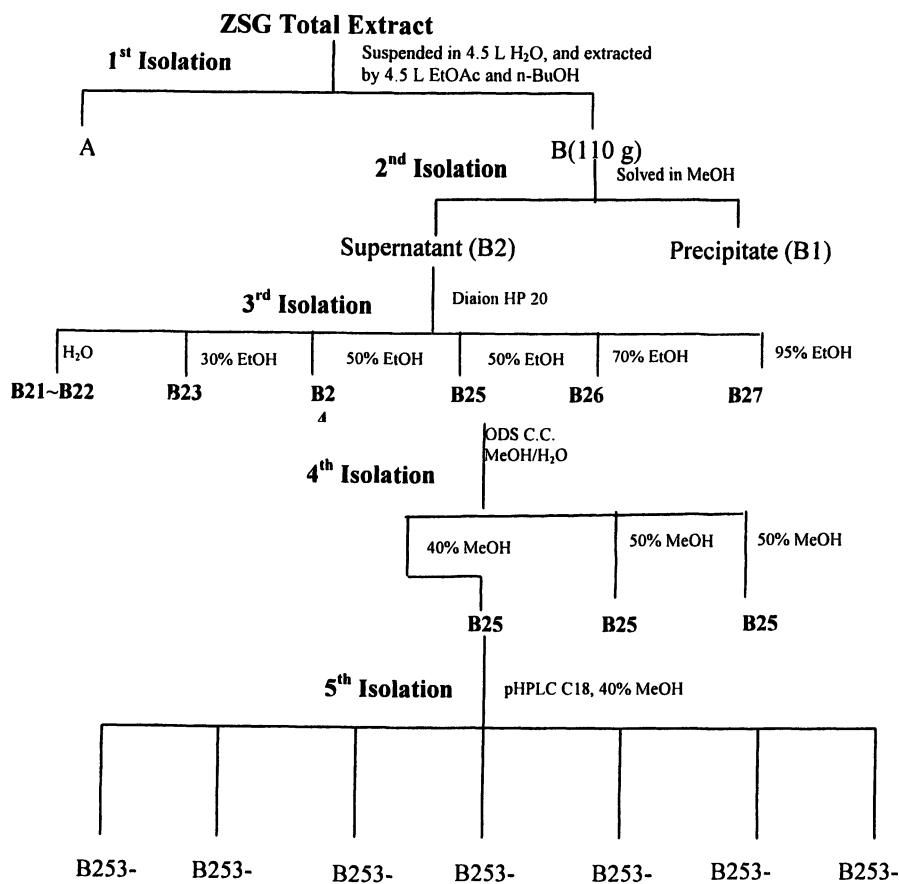 ZSG Total Extract
1st Isolation
Suspended in 4.5 L H₂O, and extracted
by 4.5 L EtOAc and n-BuOH
A
B(110 g)
2nd Isolation
Solved in MeOH
Supernatant (B2)
Precipitate (B1)
3rd Isolation
Diaion HP 20
H₂O
30% EtOH
50% EtOH
50% EtOH
70% EtOH
95% EtOH
B21~B22
B23
B2
4
B25
B26
B27
ODS C.C.
MeOH/H₂O
4th Isolation
40% MeOH
50% MeOH
50% MeOH
B25
B25
B25
5th Isolation
pHPLC C18, 40% MeOH
B253-
B253-
B253-
B253-
B253-
B253-
B253-